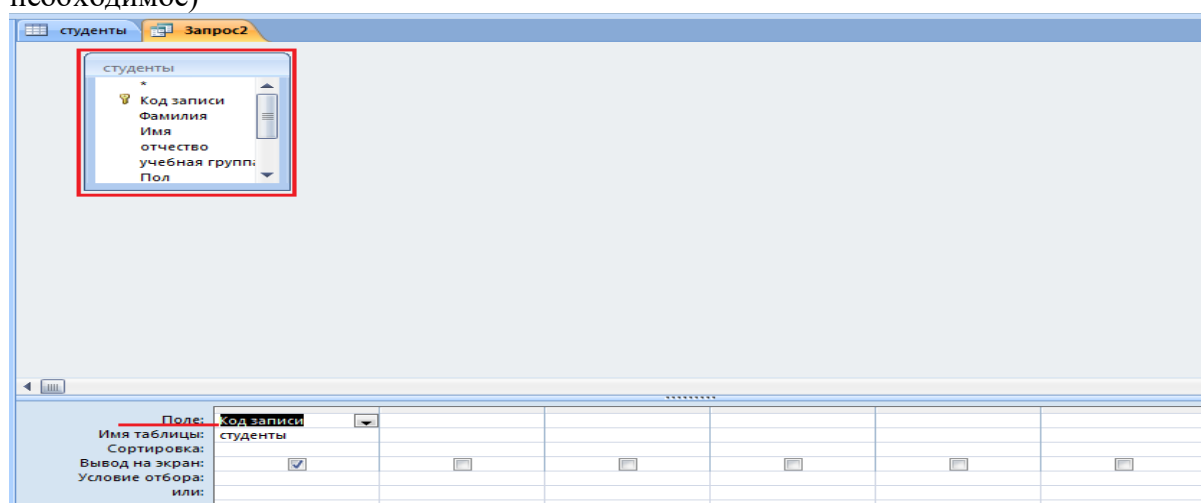 необходимое)
студенты Запрос2
студенты
*
Код записи
Фамилия
Имя
отчество
учебная группа
Пол
Поле: Код записи
Имя таблицы: студенты
Сортировка:
Вывод на экран:
Условие отбора:
или: